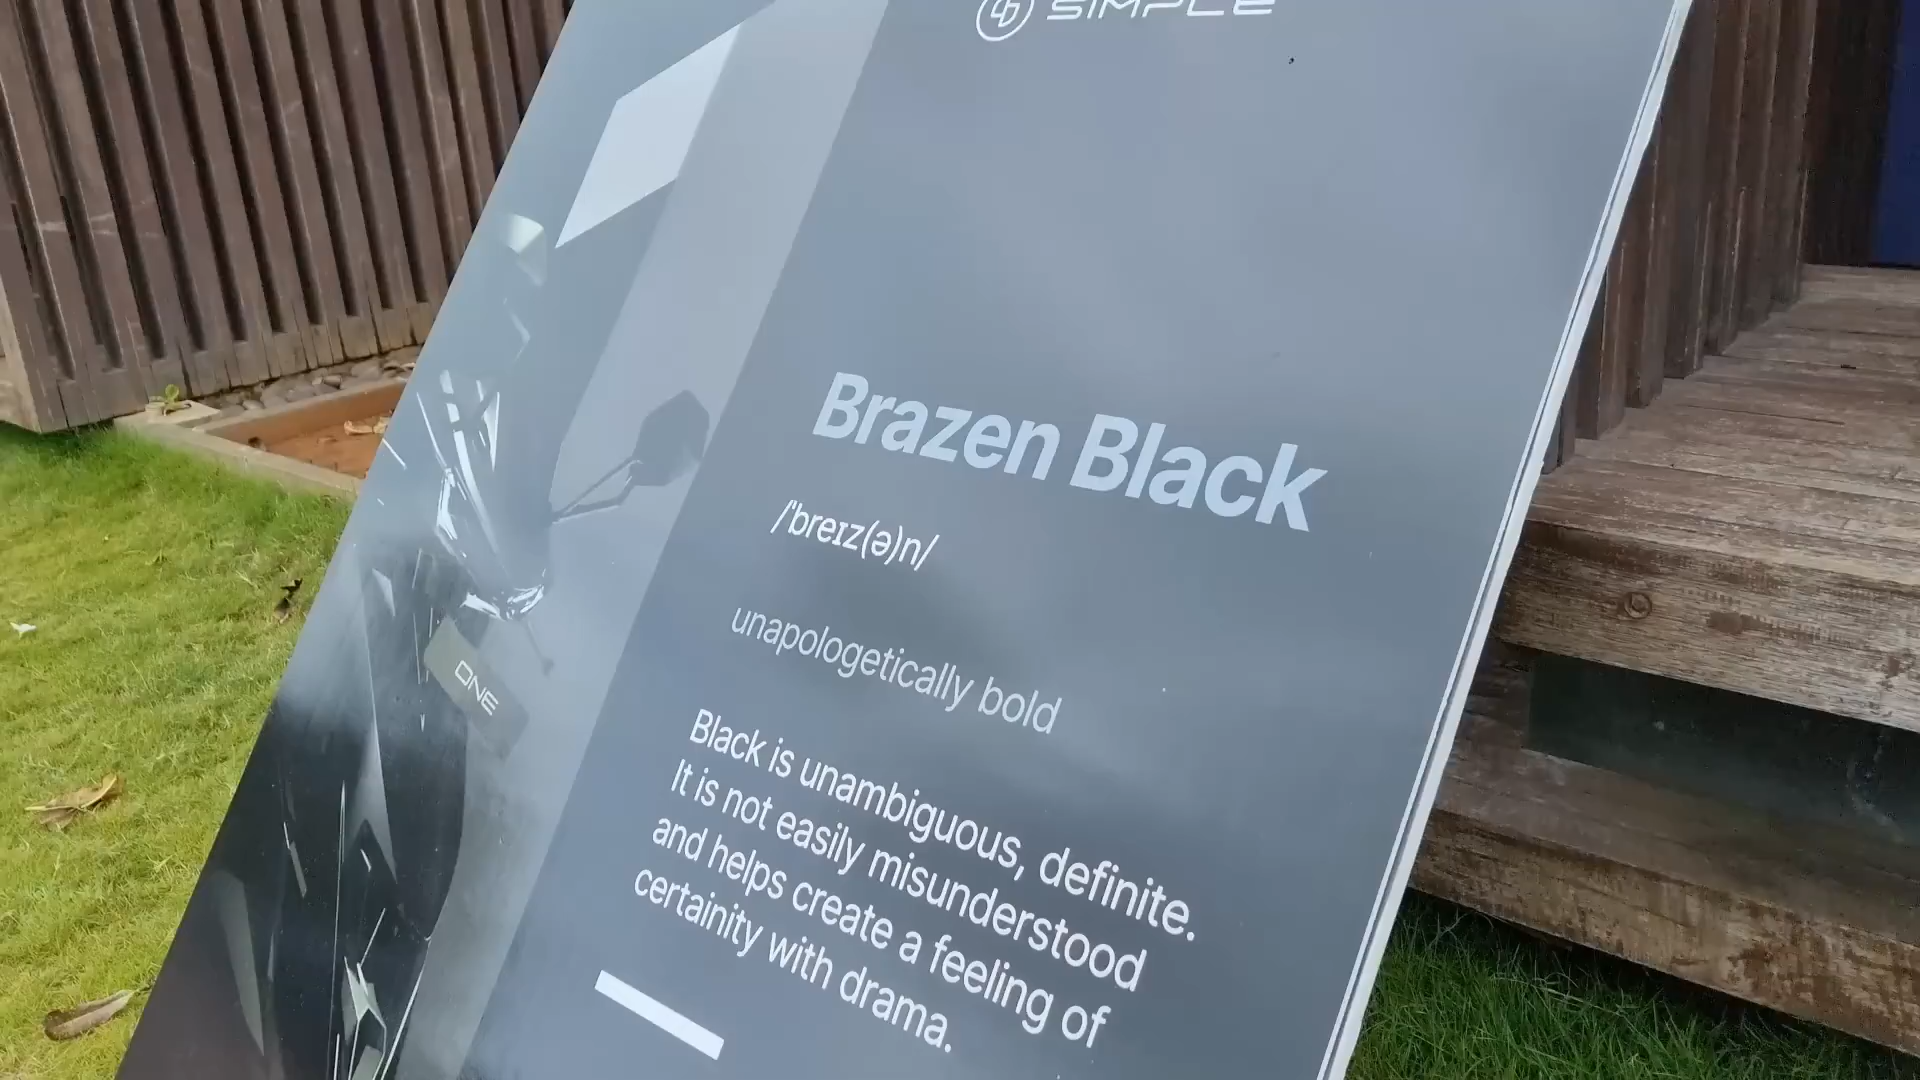 SIMPLE
Brazen Black
/ˈbreɪz(ə)n/
unapologetically bold
Black is unambiguous, definite.
It is not easily misunderstood
and helps create a feeling of
certainity with drama.
ONE